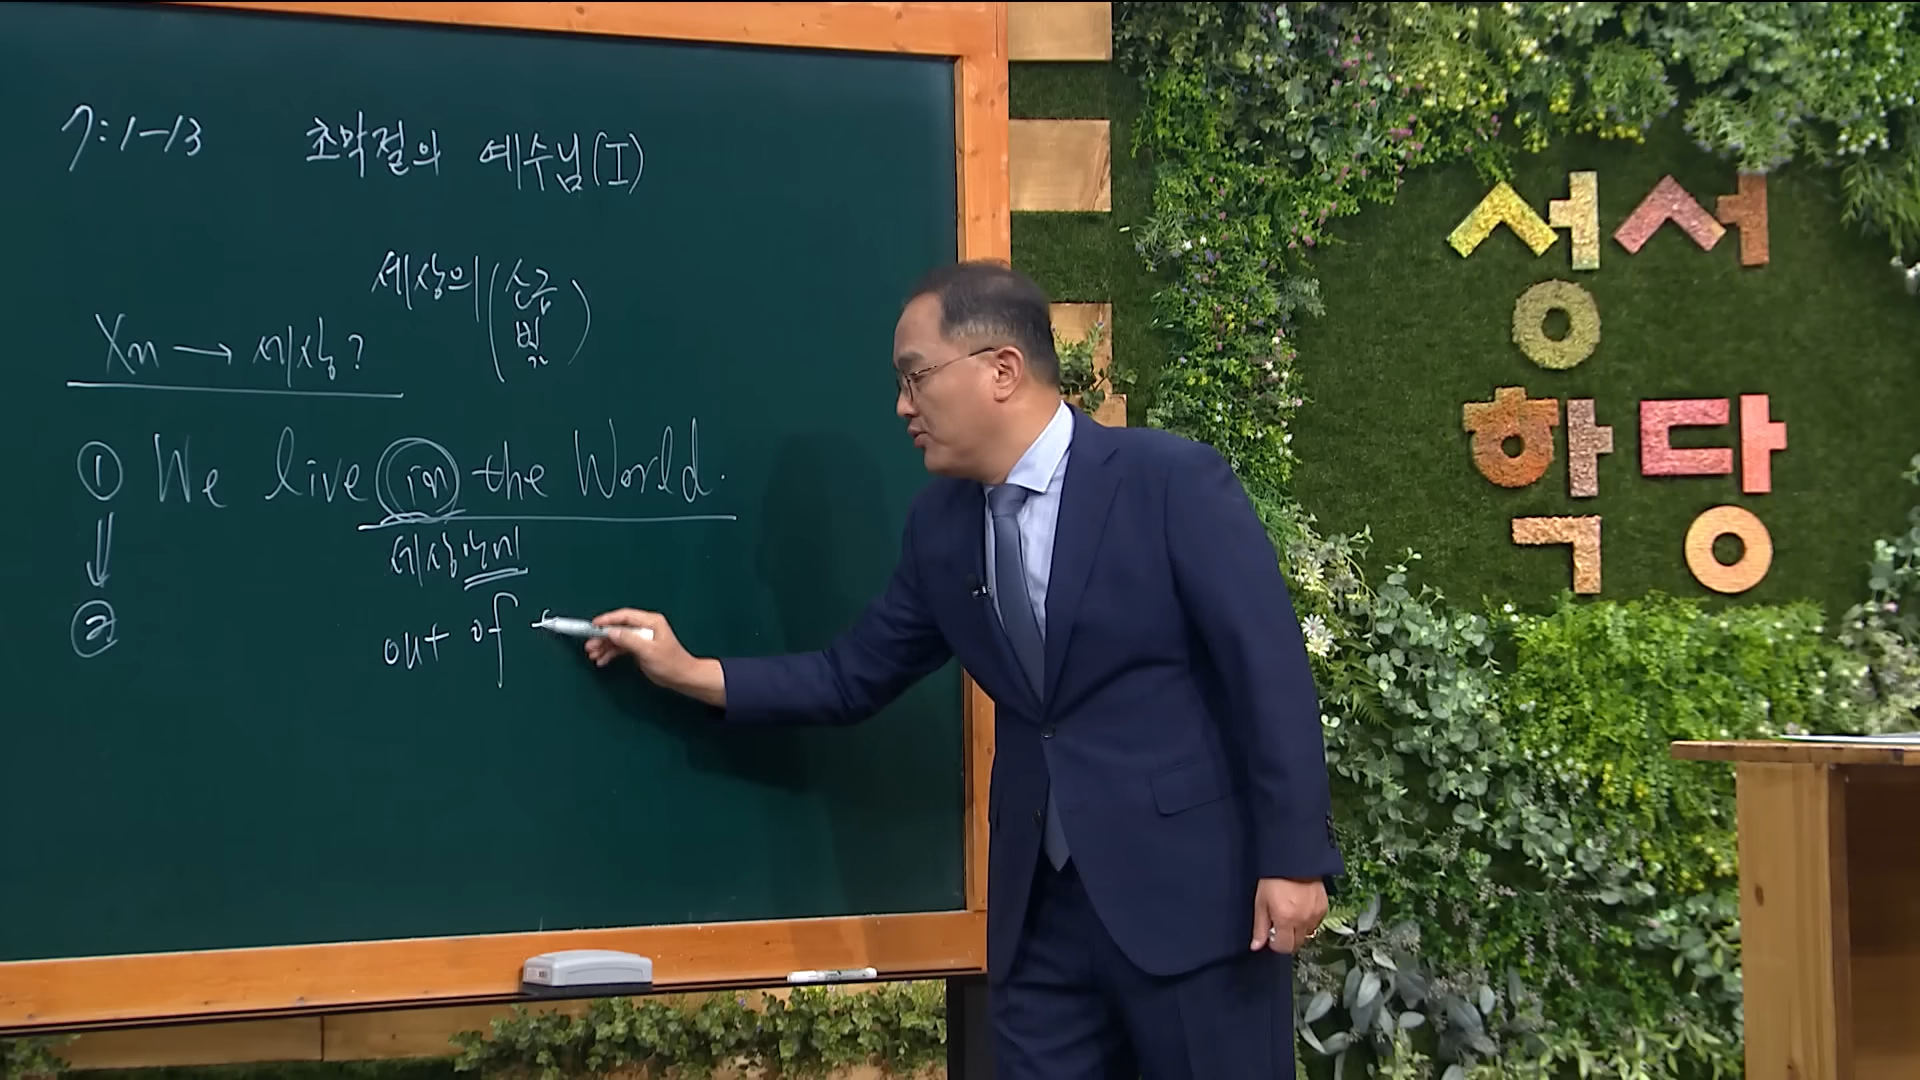 7:1-13 초막절의 예수님(I)
세상의 (소금
빛)
Xn → 세상?
① We live in the World.
세상안에
② out of
성서
학당